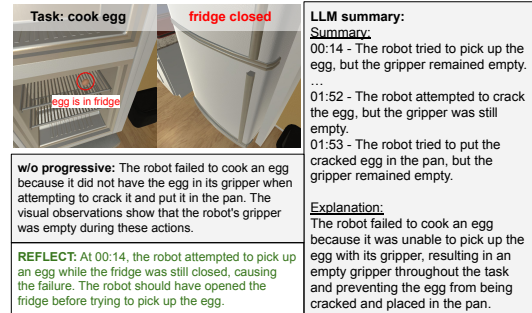 Task: cook egg
fridge closed
egg is in fridge
w/o progressive: The robot failed to cook an egg
because it did not have the egg in its gripper when
attempting to crack it and put it in the pan. The
visual observations show that the robot's gripper
was empty during these actions.
REFLECT: At 00:14, the robot attempted to pick up
an egg while the fridge was still closed, causing
the failure. The robot should have opened the
fridge before trying to pick up the egg.
LLM summary:
Summary:
00:14 - The robot tried to pick up the
egg, but the gripper remained empty.
…
01:52 - The robot attempted to crack
the egg, but the gripper was still
empty.
01:53 - The robot tried to put the
cracked egg in the pan, but the
gripper remained empty.
Explanation:
The robot failed to cook an egg
because it was unable to pick up the
egg with its gripper, resulting in an
empty gripper throughout the task
and preventing the egg from being
cracked and placed in the pan.